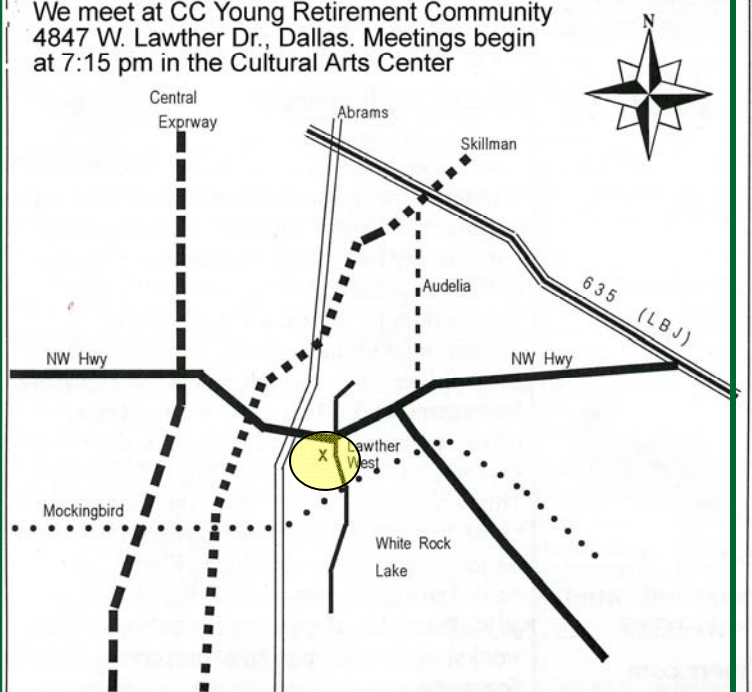 We meet at CC Young Retirement Community
4847 W. Lawther Dr., Dallas. Meetings begin
at 7:15 pm in the Cultural Arts Center
N
Central
Exprway
Abrams
Skillman
Audelia
635 (LBJ)
NW Hwy
NW Hwy
X
Lawther
West
Mockingbird
White Rock
Lake